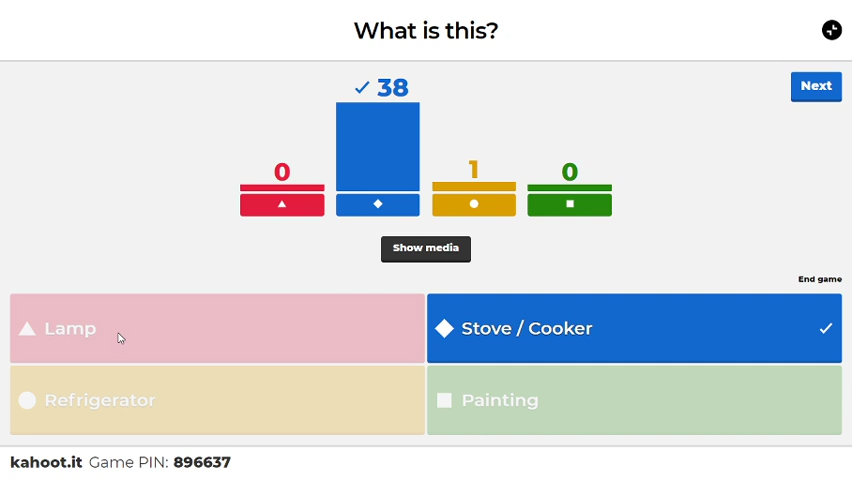 What is this?
38
Next
0
1
0
Show media
End game
Lamp
Stove / Cooker
Refrigerator
Painting
kahoot.it Game PIN: 896637